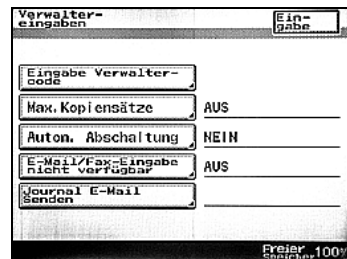 Verwalter-
eingaben
Ein-
gabe
Eingabe Verwalter-
code
Max. Kopiensätze AUS
Auton. Abschaltung NEIN
E-Mail/Fax-Eingabe
nicht verfügbar AUS
Journal E-Mail
Senden
Freier
Speicher 100%